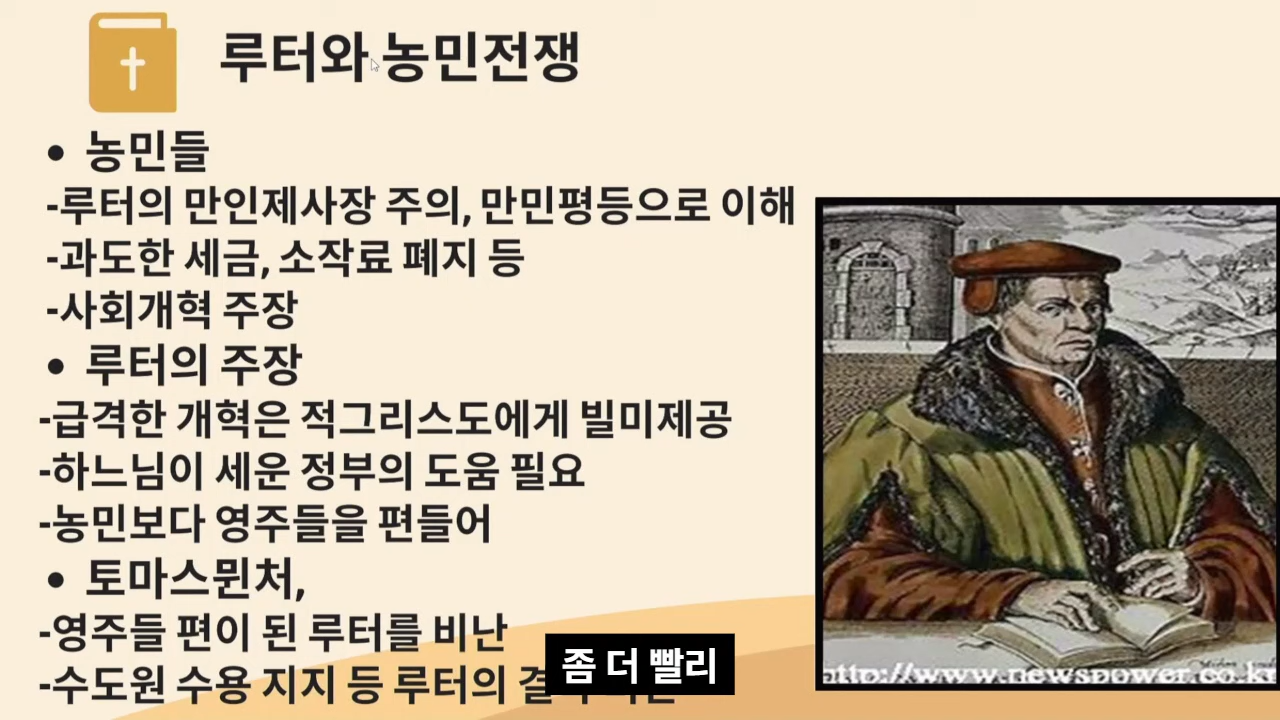 루터와 농민전쟁
• 농민들
-루터의 만인제사장 주의, 만민평등으로 이해
-과도한 세금, 소작료 폐지 등
-사회개혁 주장
• 루터의 주장
-급격한 개혁은 적그리스도에게 빌미제공
-하느님이 세운 정부의 도움 필요
-농민보다 영주들을 편들어
• 토마스뮌처,
-영주들 편이 된 루터를 비난
-수도원 수용 지지 등 루터의
좀 더 빨리
http://www.newspower.co.kr